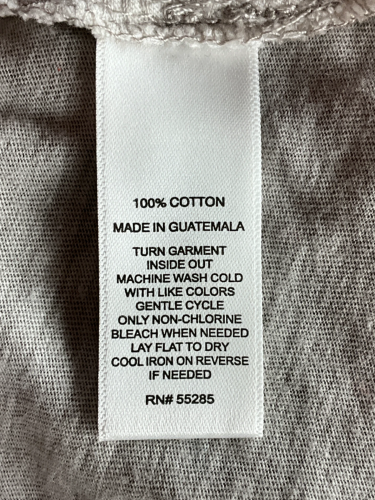 100% COTTON
MADE IN GUATEMALA
TURN GARMENT
INSIDE OUT
MACHINE WASH COLD
WITH LIKE COLORS
GENTLE CYCLE
ONLY NON-CHLORINE
BLEACH WHEN NEEDED
LAY FLAT TO DRY
COOL IRON ON REVERSE
IF NEEDED
RN# 55285